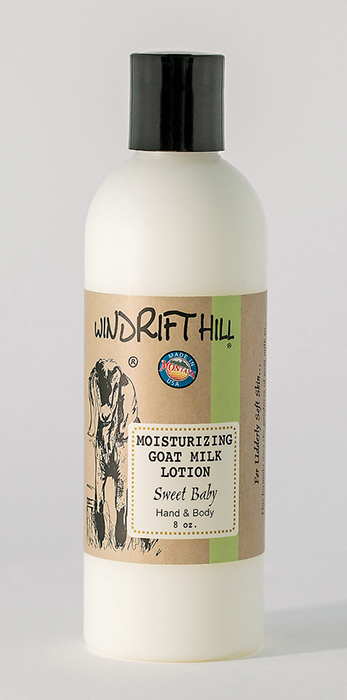 WINDRIFT HILL®
®
MADE IN
MONTANA
USA
MOISTURIZING
GOAT MILK
LOTION
Sweet Baby
Hand & Body
8 oz.
For Udderly Soft Skin...